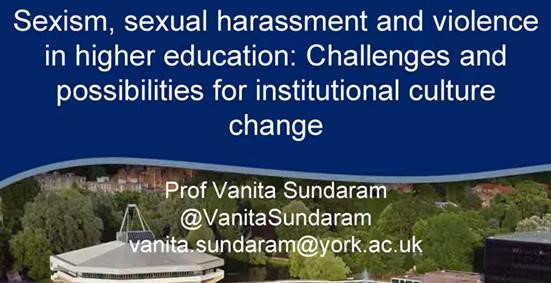 Sexism, sexual harassment and violence
in higher education: Challenges and
possibilities for institutional culture
change
Prof Vanita Sundaram
@VanitaSundaram
vanita.sundaram@york.ac.uk